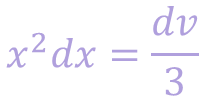 x²dx = dv/3